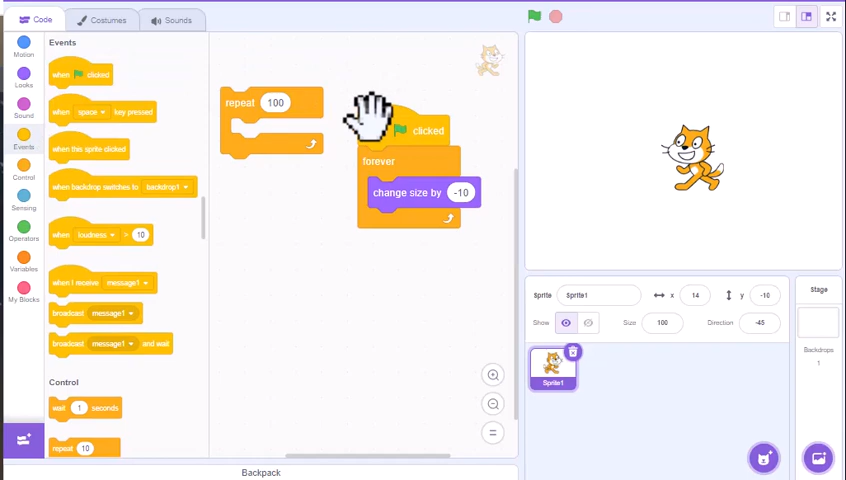 Code
Costumes
Sounds
Motion
Looks
Sound
Events
Control
Sensing
Operators
Variables
My Blocks
Events
when clicked
when space key pressed
when this sprite clicked
when backdrop switches to backdrop1
when loudness > 10
when I receive message1
broadcast message1
broadcast message1 and wait
Control
wait 1 seconds
repeat 10
repeat 100
clicked
forever
change size by -10
Sprite
Sprite1
x
14
y
-10
Show
Size
100
Direction
-45
Sprite1
Stage
Backdrops
1
Backpack